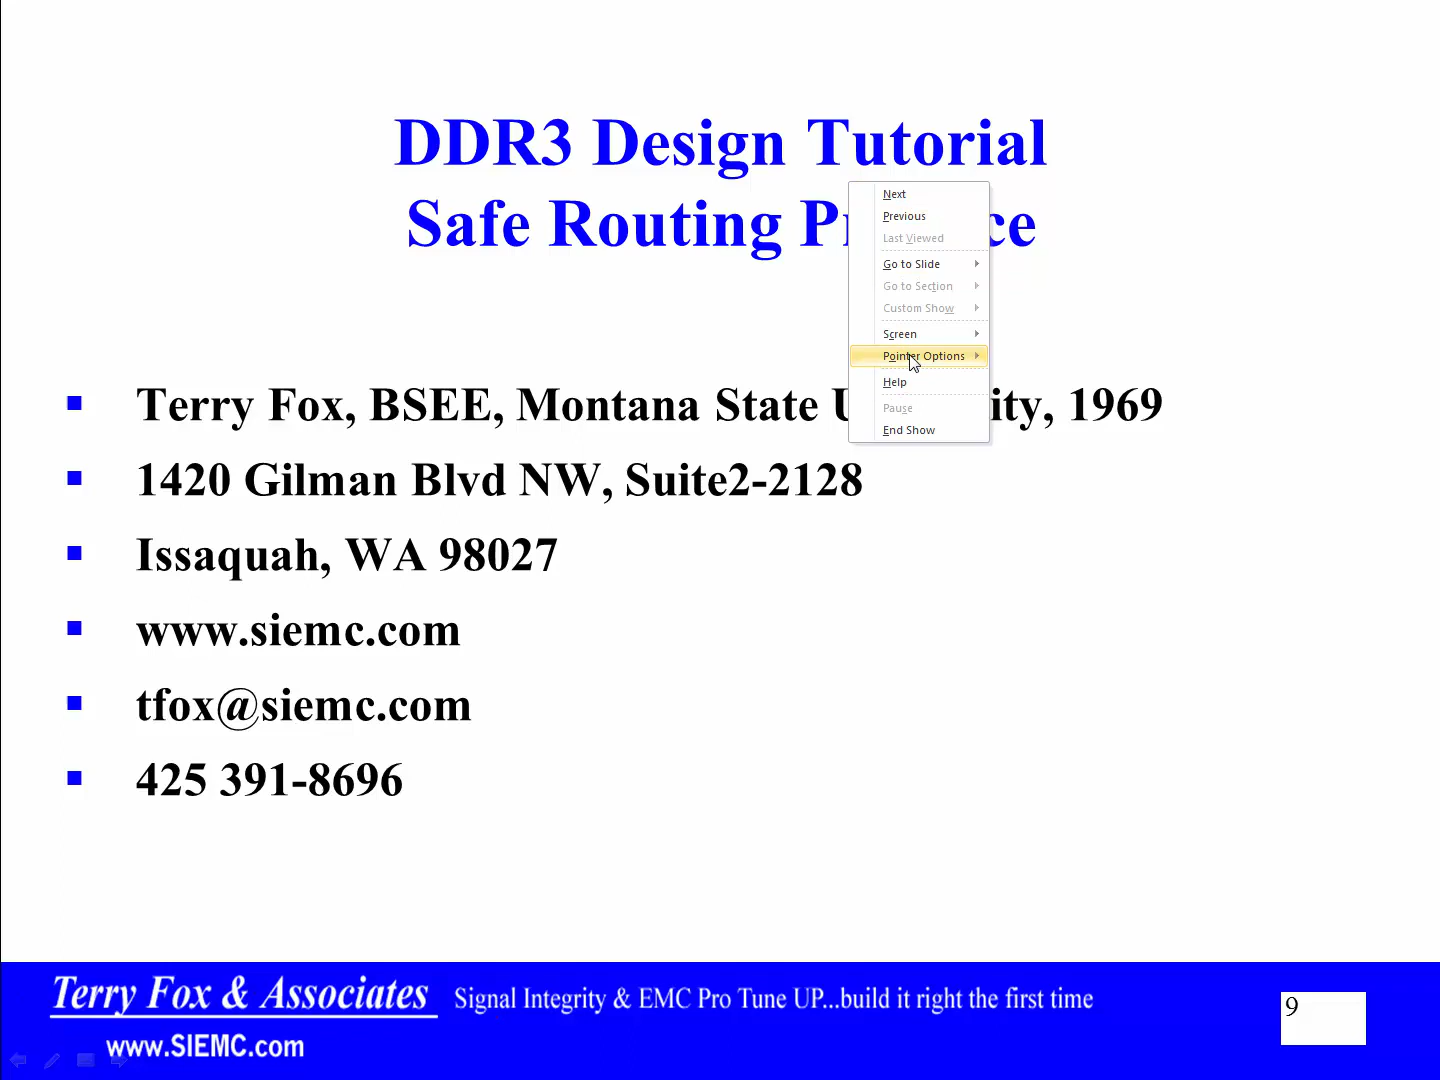 DDR3 Design Tutorial
Safe Routing Pr ce
Next
Previous
Last Viewed
Go to Slide
Go to Section
Custom Show
Screen
Pointer Options
Help
Pause
End Show
▪ Terry Fox, BSEE, Montana State U ity, 1969
▪ 1420 Gilman Blvd NW, Suite2-2128
▪ Issaquah, WA 98027
▪ www.siemc.com
▪ tfox@siemc.com
▪ 425 391-8696
Terry Fox & Associates Signal Integrity & EMC Pro Tune UP...build it right the first time
www.SIEMC.com
9